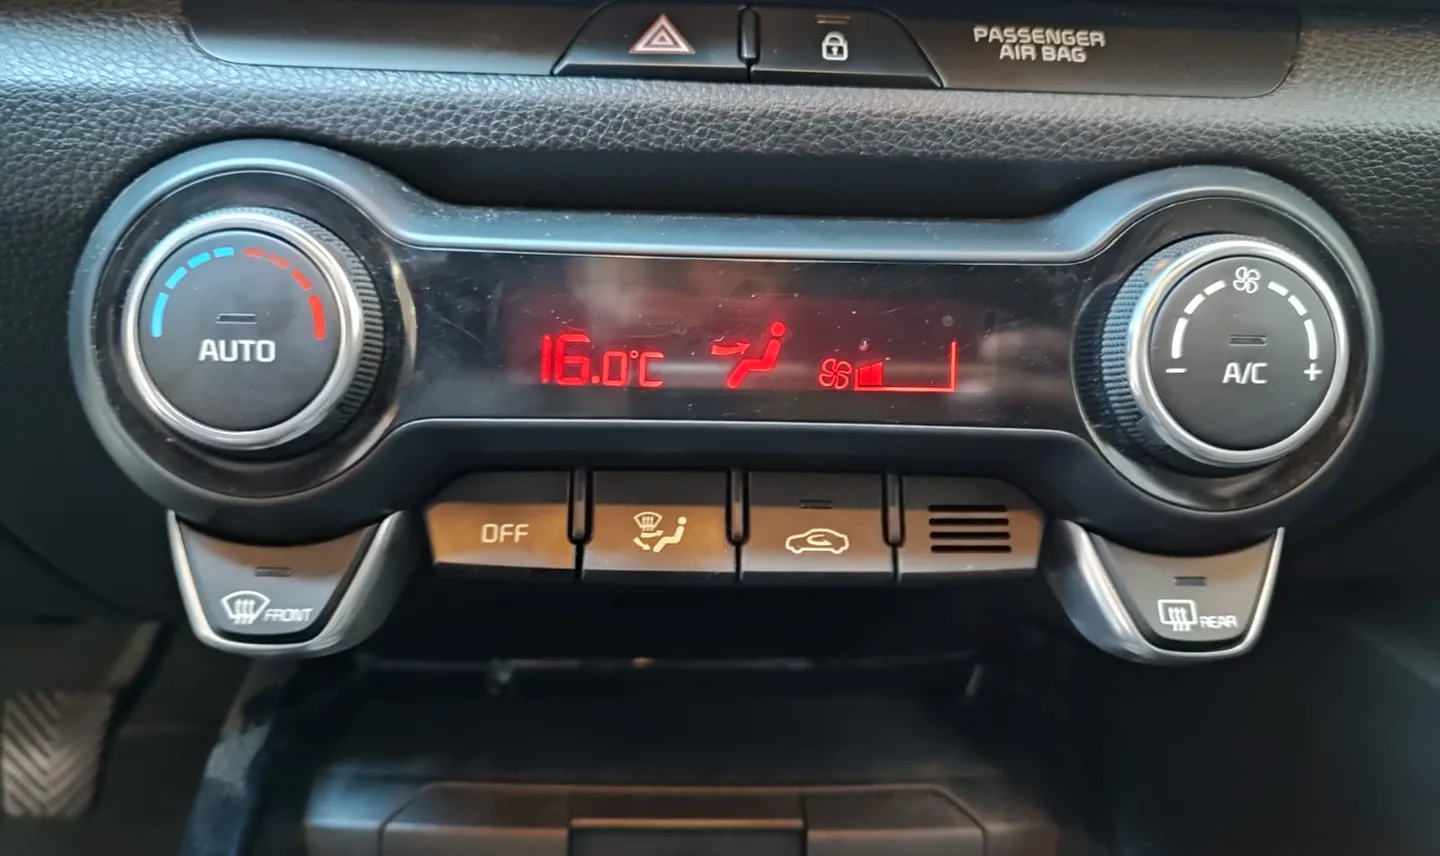 PASSENGER
AIR BAG
AUTO
16.0°C
A/C
- +
OFF
FRONT
REAR